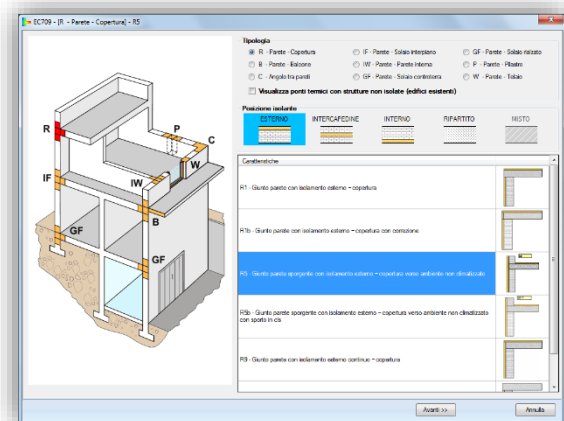 EC709 - [R - Parete - Copertura] - R5
Tipologia
R - Parete - Copertura
IF - Parete - Solaio interpiano
GF - Parete - Solaio rialzato
B - Parete - Balcone
IW - Parete - Parete interna
P - Parete - Pilastro
C - Angolo tra pareti
GF - Parete - Solaio controterra
W - Parete - Telaio
Visualizza ponti termici con strutture non isolate (edifici esistenti)
Posizione isolante
ESTERNO
INTERCAPEDINE
INTERNO
RIPARTITO
MISTO
Caratteristiche
R1 - Giunto parete con isolamento esterno – copertura
R1b - Giunto parete con isolamento esterno – copertura con correzione
R5 - Giunto parete sporgente con isolamento esterno – copertura verso ambiente non climatizzato
R5b - Giunto parete sporgente con isolamento esterno – copertura verso ambiente non climatizzato
con sporto in cls
R9 - Giunto parete con isolamento esterno continuo – copertura
R
P
C
W
IW
IF
B
GF
GF
Avanti >>
Annulla